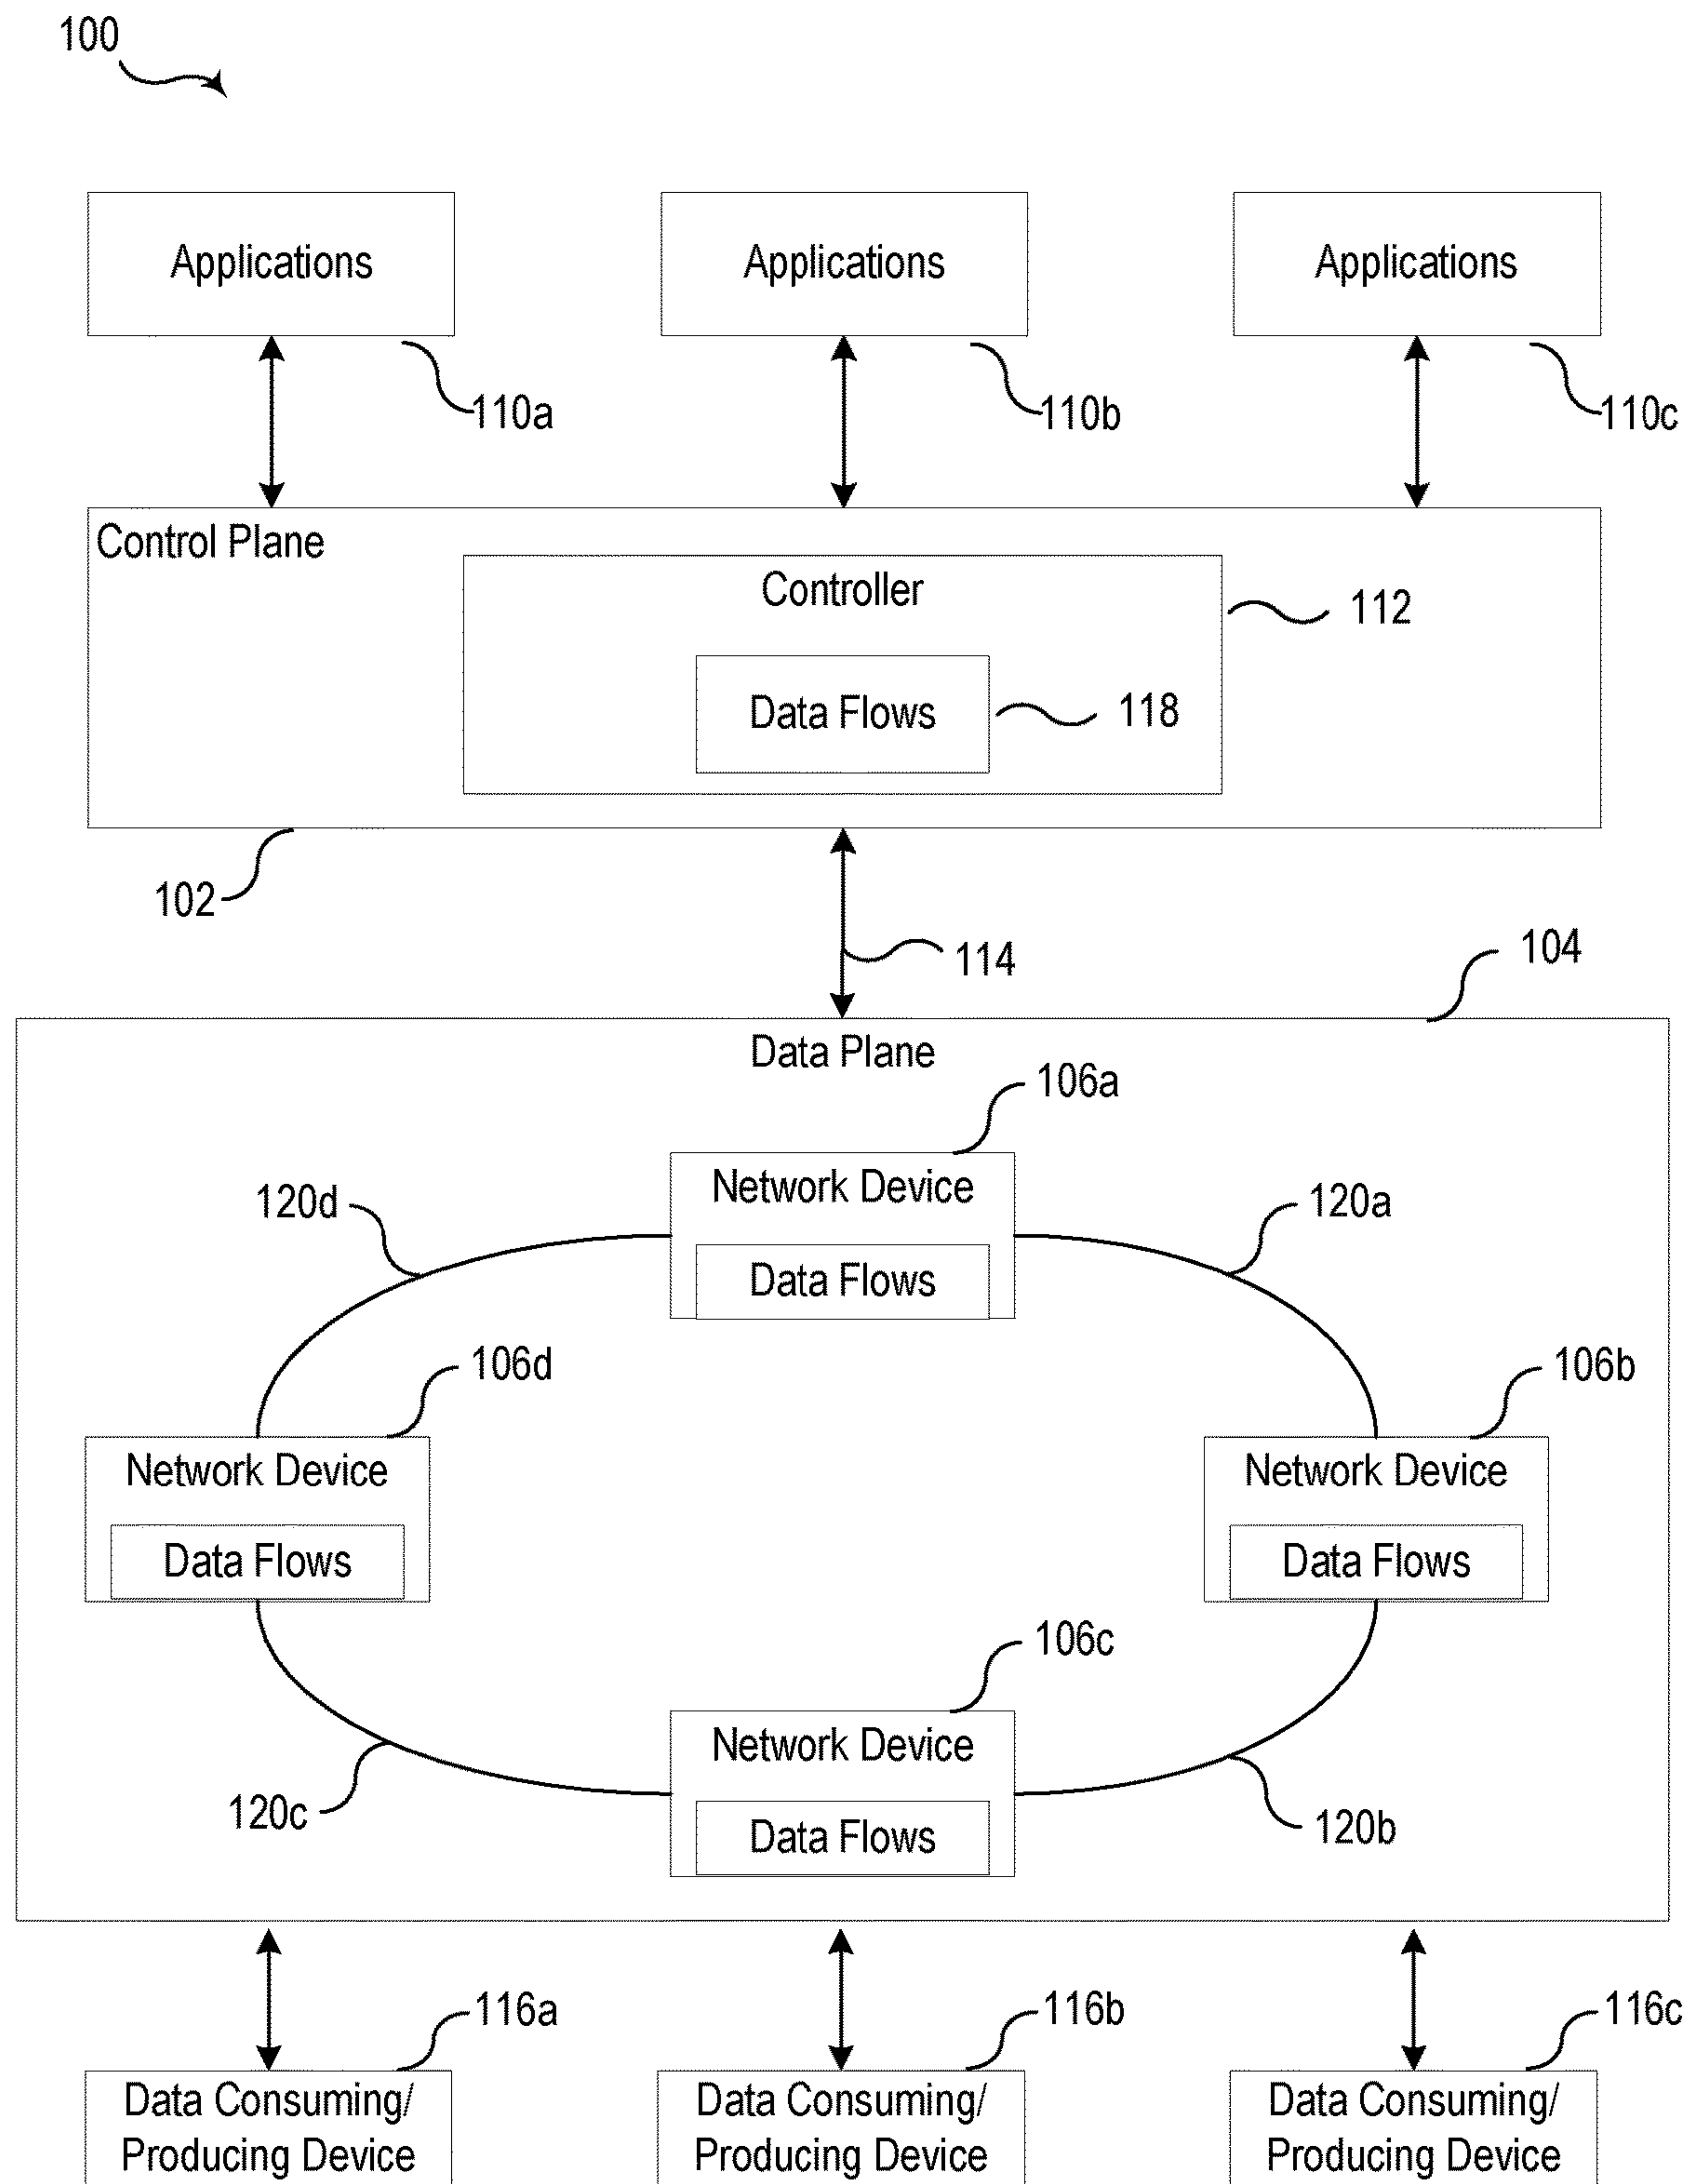 100
Applications
Applications
Applications
110a
110b
110c
Control Plane
Controller
112
Data Flows
118
102
114
104
Data Plane
106a
Network Device
120d
120a
Data Flows
106d
106b
Network Device
Network Device
Data Flows
Data Flows
106c
Network Device
120c
120b
Data Flows
116a
116b
116c
Data Consuming/
Producing Device
Data Consuming/
Producing Device
Data Consuming/
Producing Device